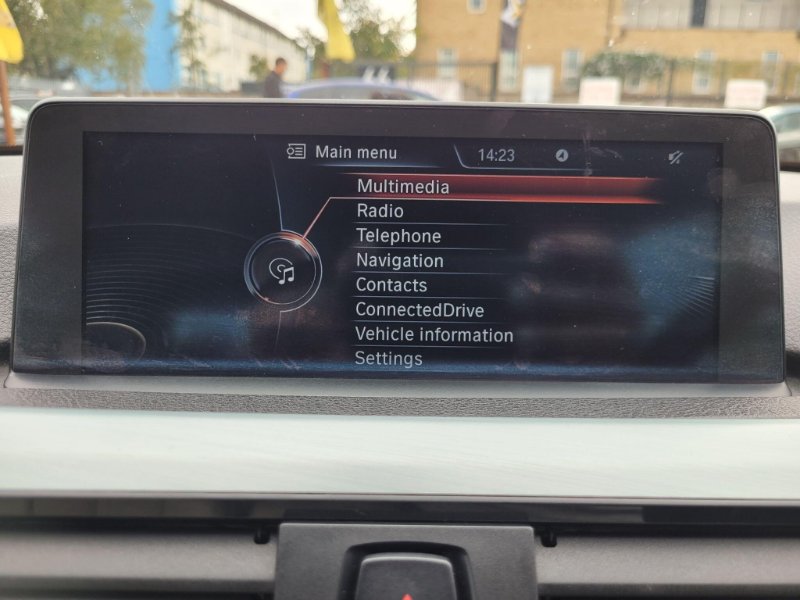 Main menu 14:23
Multimedia
Radio
Telephone
Navigation
Contacts
ConnectedDrive
Vehicle information
Settings